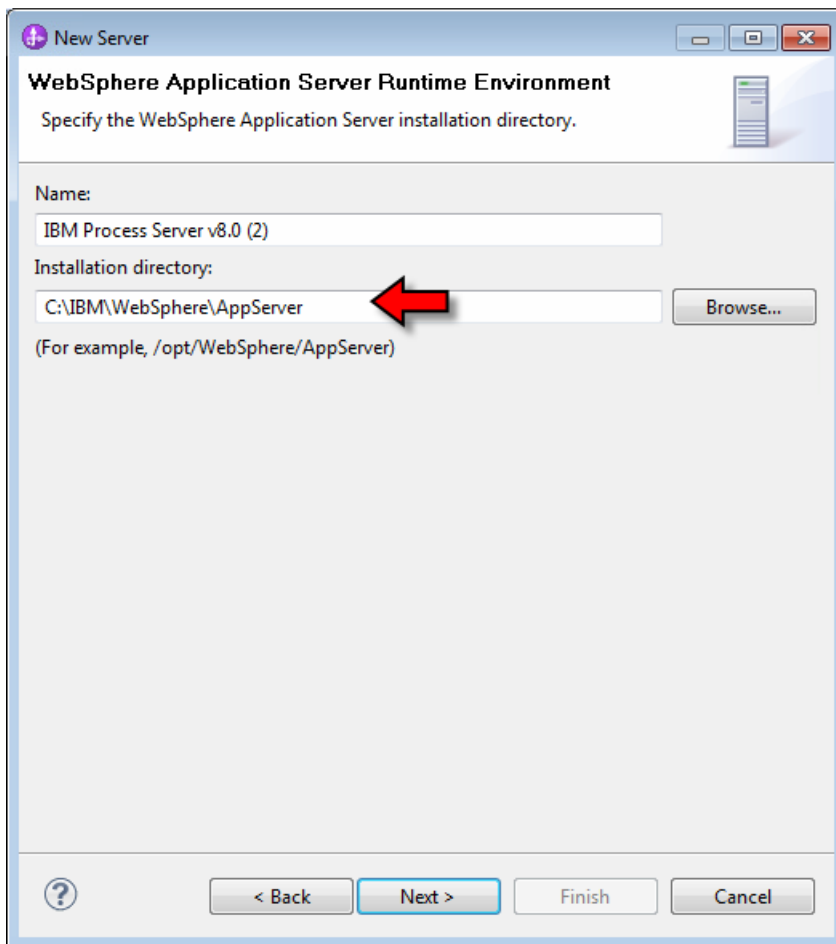 New Server
WebSphere Application Server Runtime Environment
Specify the WebSphere Application Server installation directory.
Name:
IBM Process Server v8.0 (2)
Installation directory:
C:\IBM\WebSphere\AppServer
Browse...
(For example, /opt/WebSphere/AppServer)
?
< Back
Next >
Finish
Cancel